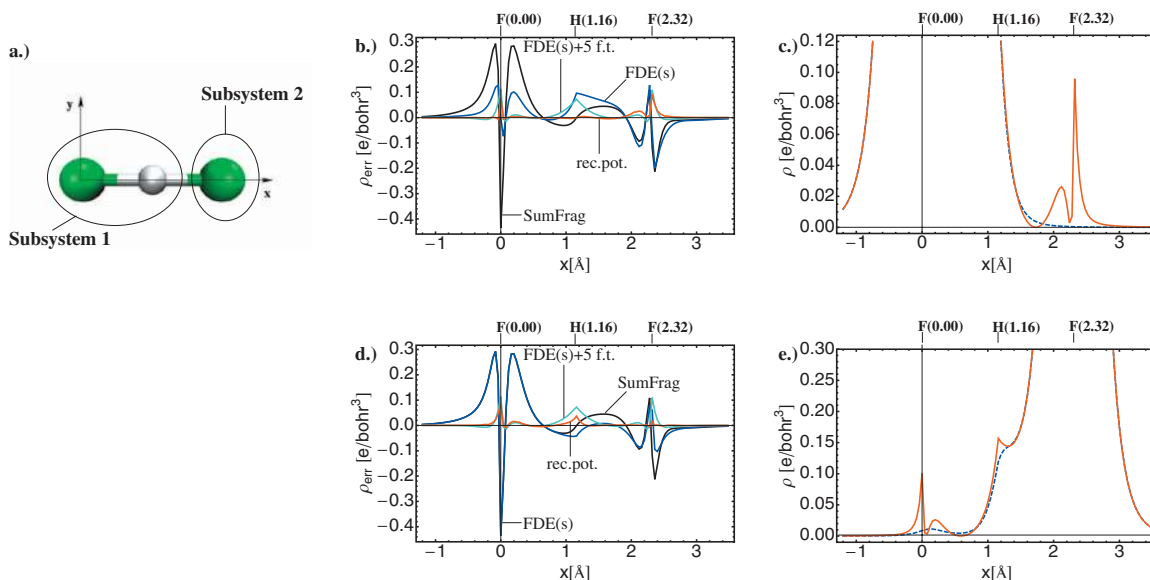 a.)
y
x
Subsystem 1
Subsystem 2
b.)
F(0.00) H(1.16) F(2.32)
FDE(s)+5 f.t.
FDE(s)
rec.pot.
SumFrag
ρerr [e/bohr³]
0.3
0.2
0.1
0.0
−0.1
−0.2
−0.3
−0.4
−1 0 1 2 3
x[Å]
c.)
F(0.00) H(1.16) F(2.32)
ρ [e/bohr³]
0.12
0.10
0.08
0.06
0.04
0.02
0.00
−1 0 1 2 3
x[Å]
d.)
F(0.00) H(1.16) F(2.32)
FDE(s)+5 f.t.
SumFrag
rec.pot.
FDE(s)
ρerr [e/bohr³]
0.3
0.2
0.1
0.0
−0.1
−0.2
−0.3
−0.4
−1 0 1 2 3
x[Å]
e.)
F(0.00) H(1.16) F(2.32)
ρ [e/bohr³]
0.30
0.25
0.20
0.15
0.10
0.05
0.00
−1 0 1 2 3
x[Å]